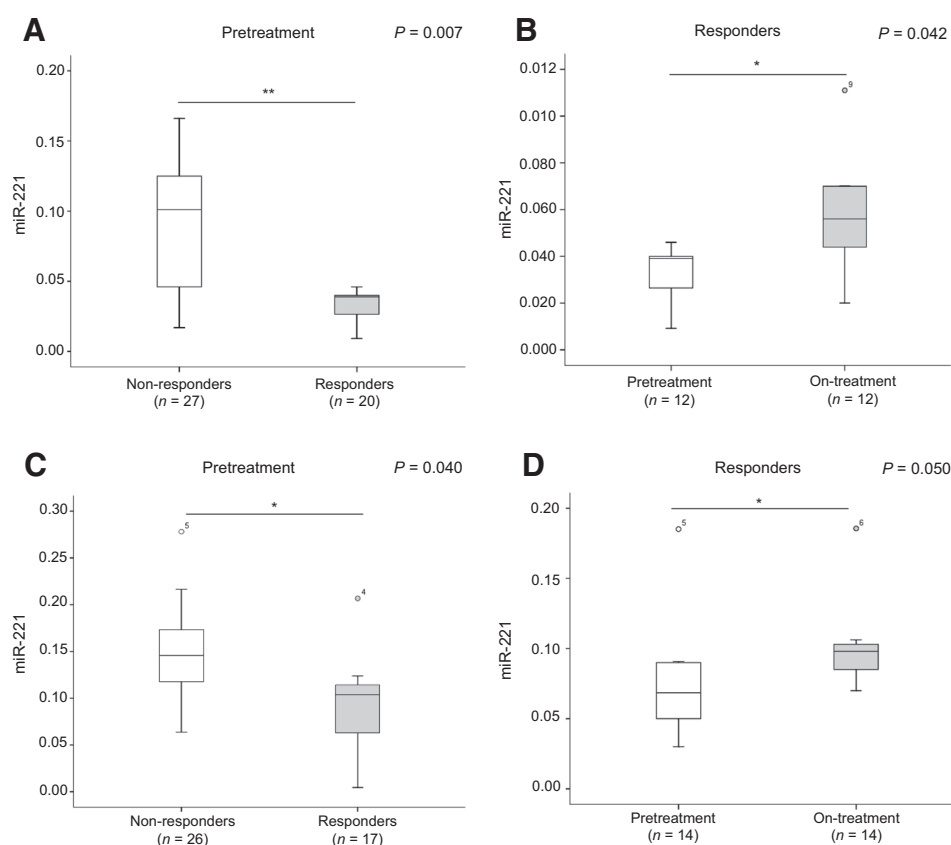 A
Pretreatment
P = 0.007
0.20
**
0.15
miR-221
0.10
0.05
0.00
Non-responders
Responders
(n = 27)
(n = 20)
B
Responders
P = 0.042
0.012
*
9
0.010
0.080
miR-221
0.060
0.040
0.020
0.000
Pretreatment
On-treatment
(n = 12)
(n = 12)
C
Pretreatment
P = 0.040
0.30
*
5
0.25
0.20
4
miR-221
0.15
0.10
0.05
0.00
Non-responders
Responders
(n = 26)
(n = 17)
D
Responders
P = 0.050
0.20
*
5
6
0.15
miR-221
0.10
0.05
0.00
Pretreatment
On-treatment
(n = 14)
(n = 14)